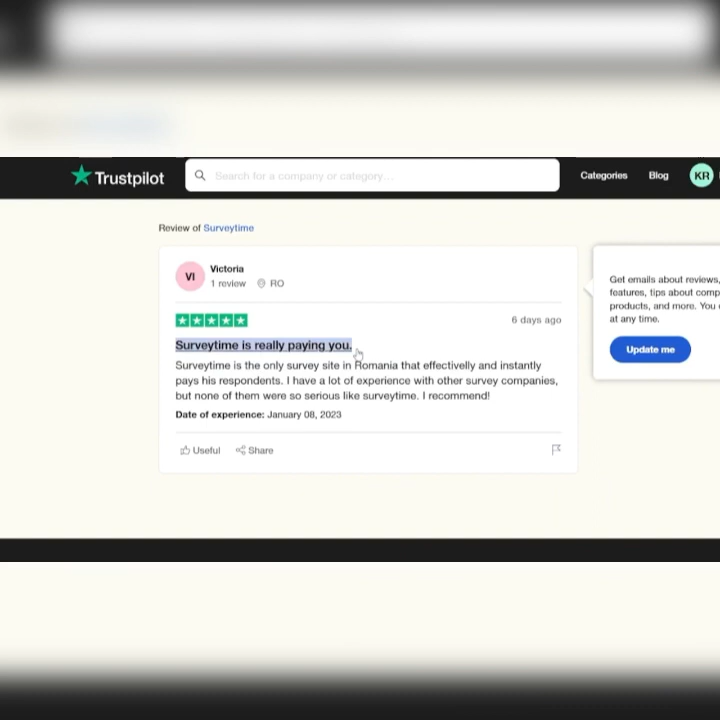 Trustpilot
Search for a company or category...
Categories
Blog
KR
Review of Surveytime
VI
Victoria
1 review
RO
6 days ago
Surveytime is really paying you.
Surveytime is the only survey site in Romania that effectivelly and instantly
pays his respondents. I have a lot of experience with other survey companies,
but none of them were so serious like surveytime. I recommend!
Date of experience: January 08, 2023
Useful
Share
Get emails about reviews,
features, tips about comp
products, and more. You
at any time.
Update me